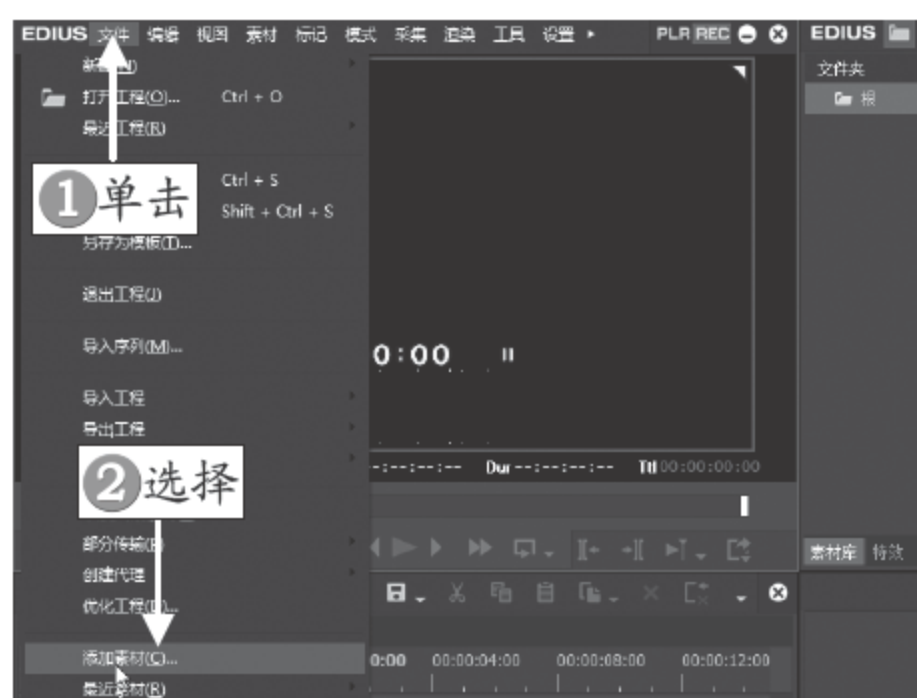 EDIUS 文件 编辑 视图 素材 标记 模式 采集 渲染 工具 设置 PLR REC
EDIUS
文件夹
根
打开工程(O)... Ctrl + O
最近工程(R)
Ctrl + S
①单击
Shift + Ctrl + S
另存为模板(T)...
退出工程(J)
导入序列(M)...
0:00
导入工程
导出工程
--:--:-- Dur--:--:--:-- Ttl 00:00:00:00
②选择
部分传输
素材库 特效
创建代理
优化工程
添加素材(C)...
0:00 00:00:04:00 00:00:08:00 00:00:12:00
最近素材(R)